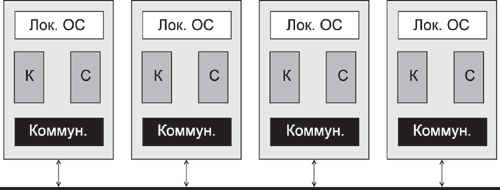 Лок. ОС Лок. ОС Лок. ОС Лок. ОС
К С К С К С К С
Коммун. Коммун. Коммун. Коммун.